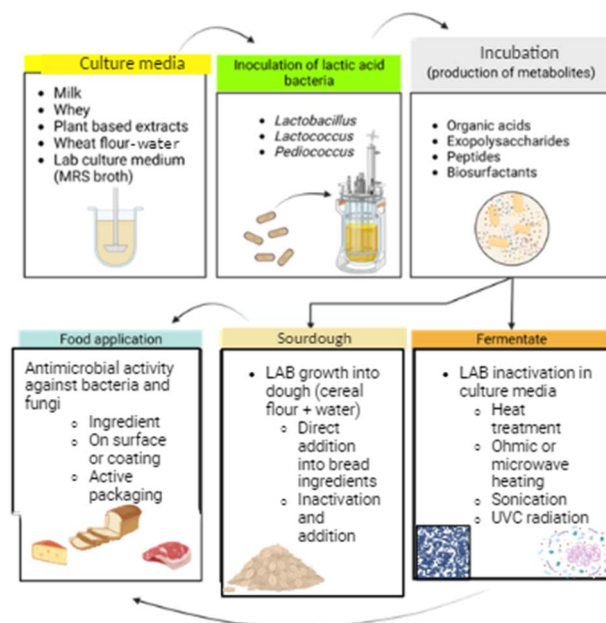 Culture media
• Milk
• Whey
• Plant based extracts
• Wheat flour-water
• Lab culture medium
(MRS broth)
Inoculation of lactic acid
bacteria
• Lactobacillus
• Lactococcus
• Pediococcus
Incubation
(production of metabolites)
• Organic acids
• Exopolysaccharides
• Peptides
• Biosurfactants
Food application
Antimicrobial activity
against bacteria and
fungi
o Ingredient
o On surface
or coating
o Active
packaging
Sourdough
• LAB growth into
dough (cereal
flour + water)
o Direct
addition
into bread
ingredients
o Inactivation
and
addition
Fermentate
• LAB inactivation in
culture media
o Heat
treatment
o Ohmic or
microwave
heating
o Sonication
o UVC radiation